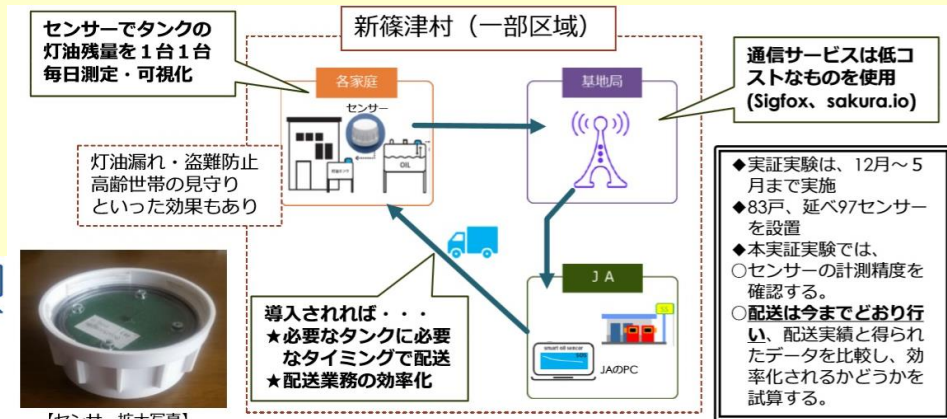 新篠津村（一部区域）
センサーでタンクの
灯油残量を１台１台
毎日測定・可視化
各家庭
センサー
OIL
基地局
通信サービスは低コ
ストなものを使用
(Sigfox、sakura.io)
灯油漏れ・盗難防止
高齢世帯の見守り
といった効果もあり
◆実証実験は、12月～５
月まで実施
◆83戸、延べ97センサー
を設置
◆本実証実験では、
○センサーの計測精度を
確認する。
○配送は今までどおり行
い、配送実績と得られ
たデータを比較し、効
率化されるかどうかを
試算する。
導入されれば・・・
★必要なタンクに必要
なタイミングで配送
★配送業務の効率化
ＪＡ
smart oil sensor
JAのPC
【センサー拡大写真】